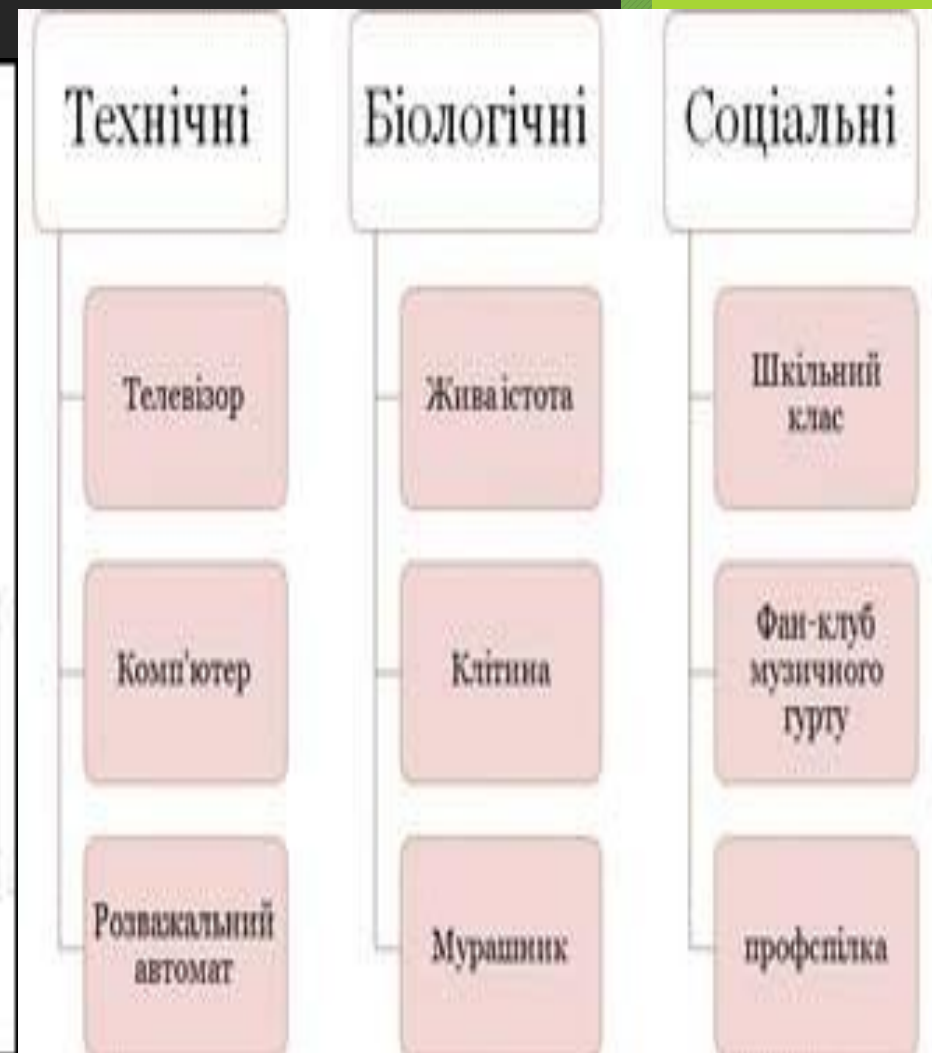 Технічні
Телевізор
Комп'ютер
Розважальний
автомат
Біологічні
Жива істота
Клітина
Мурашник
Соціальні
Шкільний
клас
Фан-клуб
музичного
гурту
профспілка